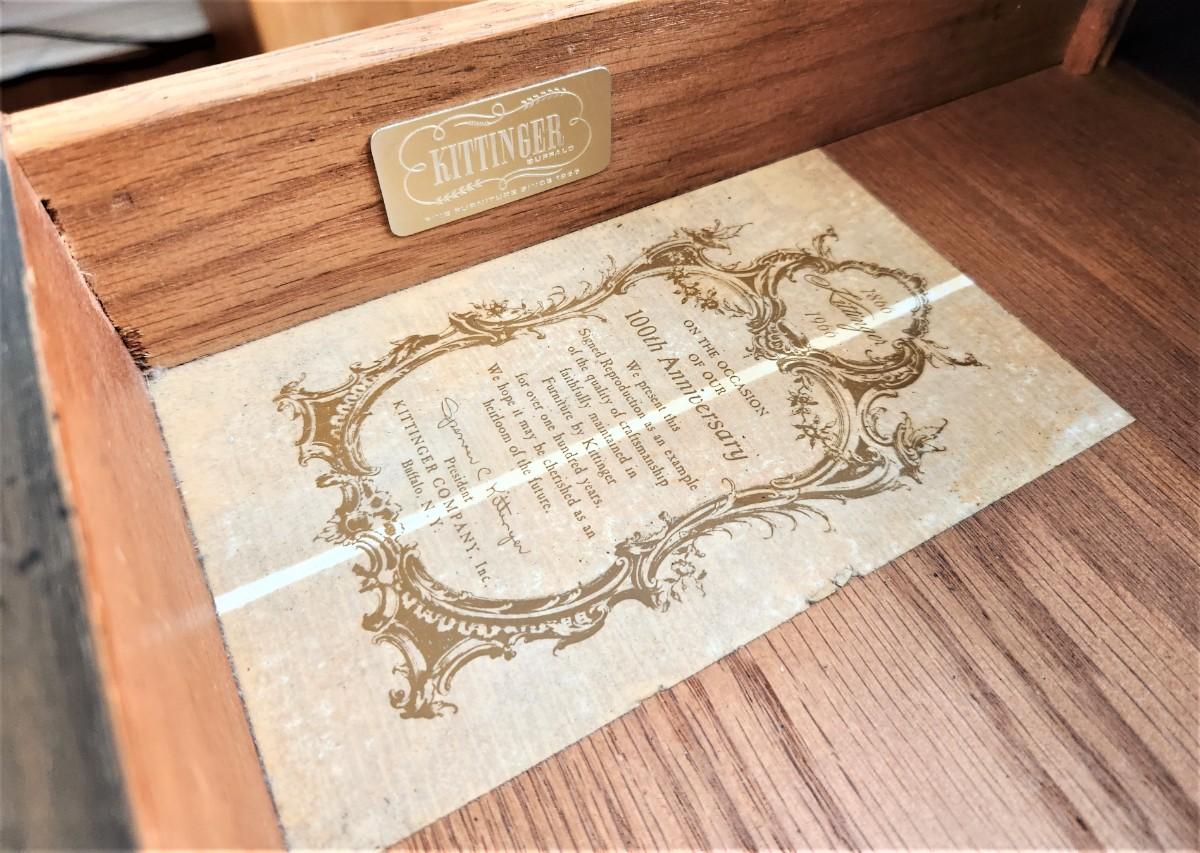 KITTINGER
BUFFALO
FINE FURNITURE SINCE 1866
1866
1966
ON THE OCCASION
OF OUR
100th Anniversary
We present this
Signed Reproduction as an example
of the quality of craftsmanship
faithfully maintained in
Furniture by Kittinger
for over one hundred years.
We hope it may be cherished as an
heirloom of the future.
President
KITTINGER COMPANY, Inc.
Buffalo, N.Y.